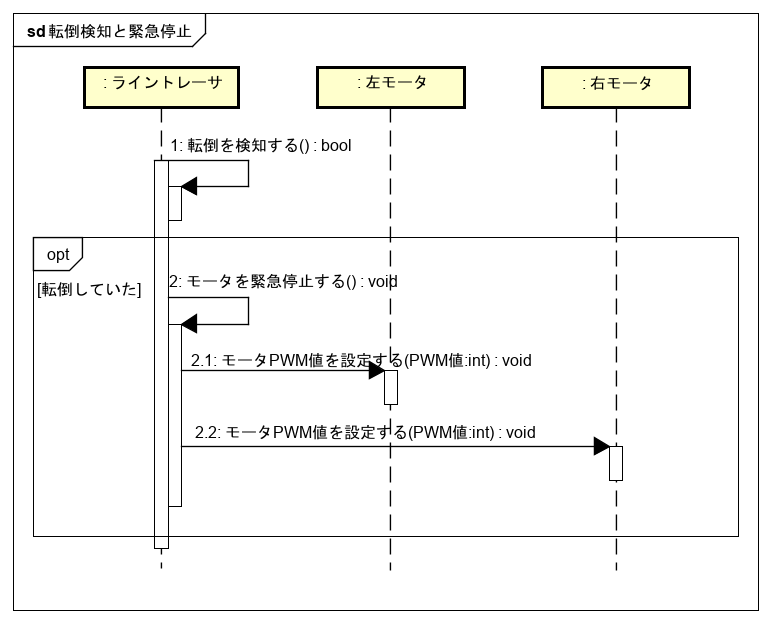 sd 転倒検知と緊急停止
: ライントレーサ
: 左モータ
: 右モータ
1: 転倒を検知する() : bool
opt
[転倒していた]
2: モータを緊急停止する() : void
2.1: モータPWM値を設定する(PWM値:int) : void
2.2: モータPWM値を設定する(PWM値:int) : void